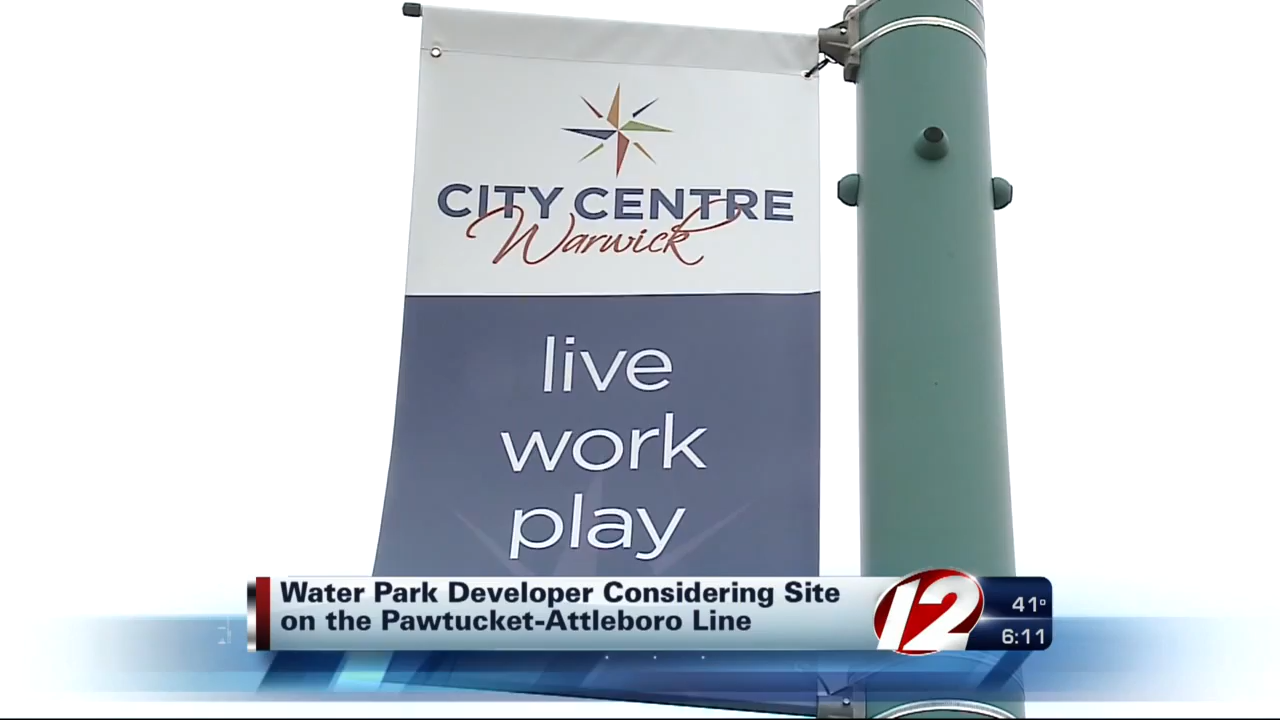 CITY CENTRE
Warwick
live
work
play
Water Park Developer Considering Site
on the Pawtucket-Attleboro Line
12
41°
6:11